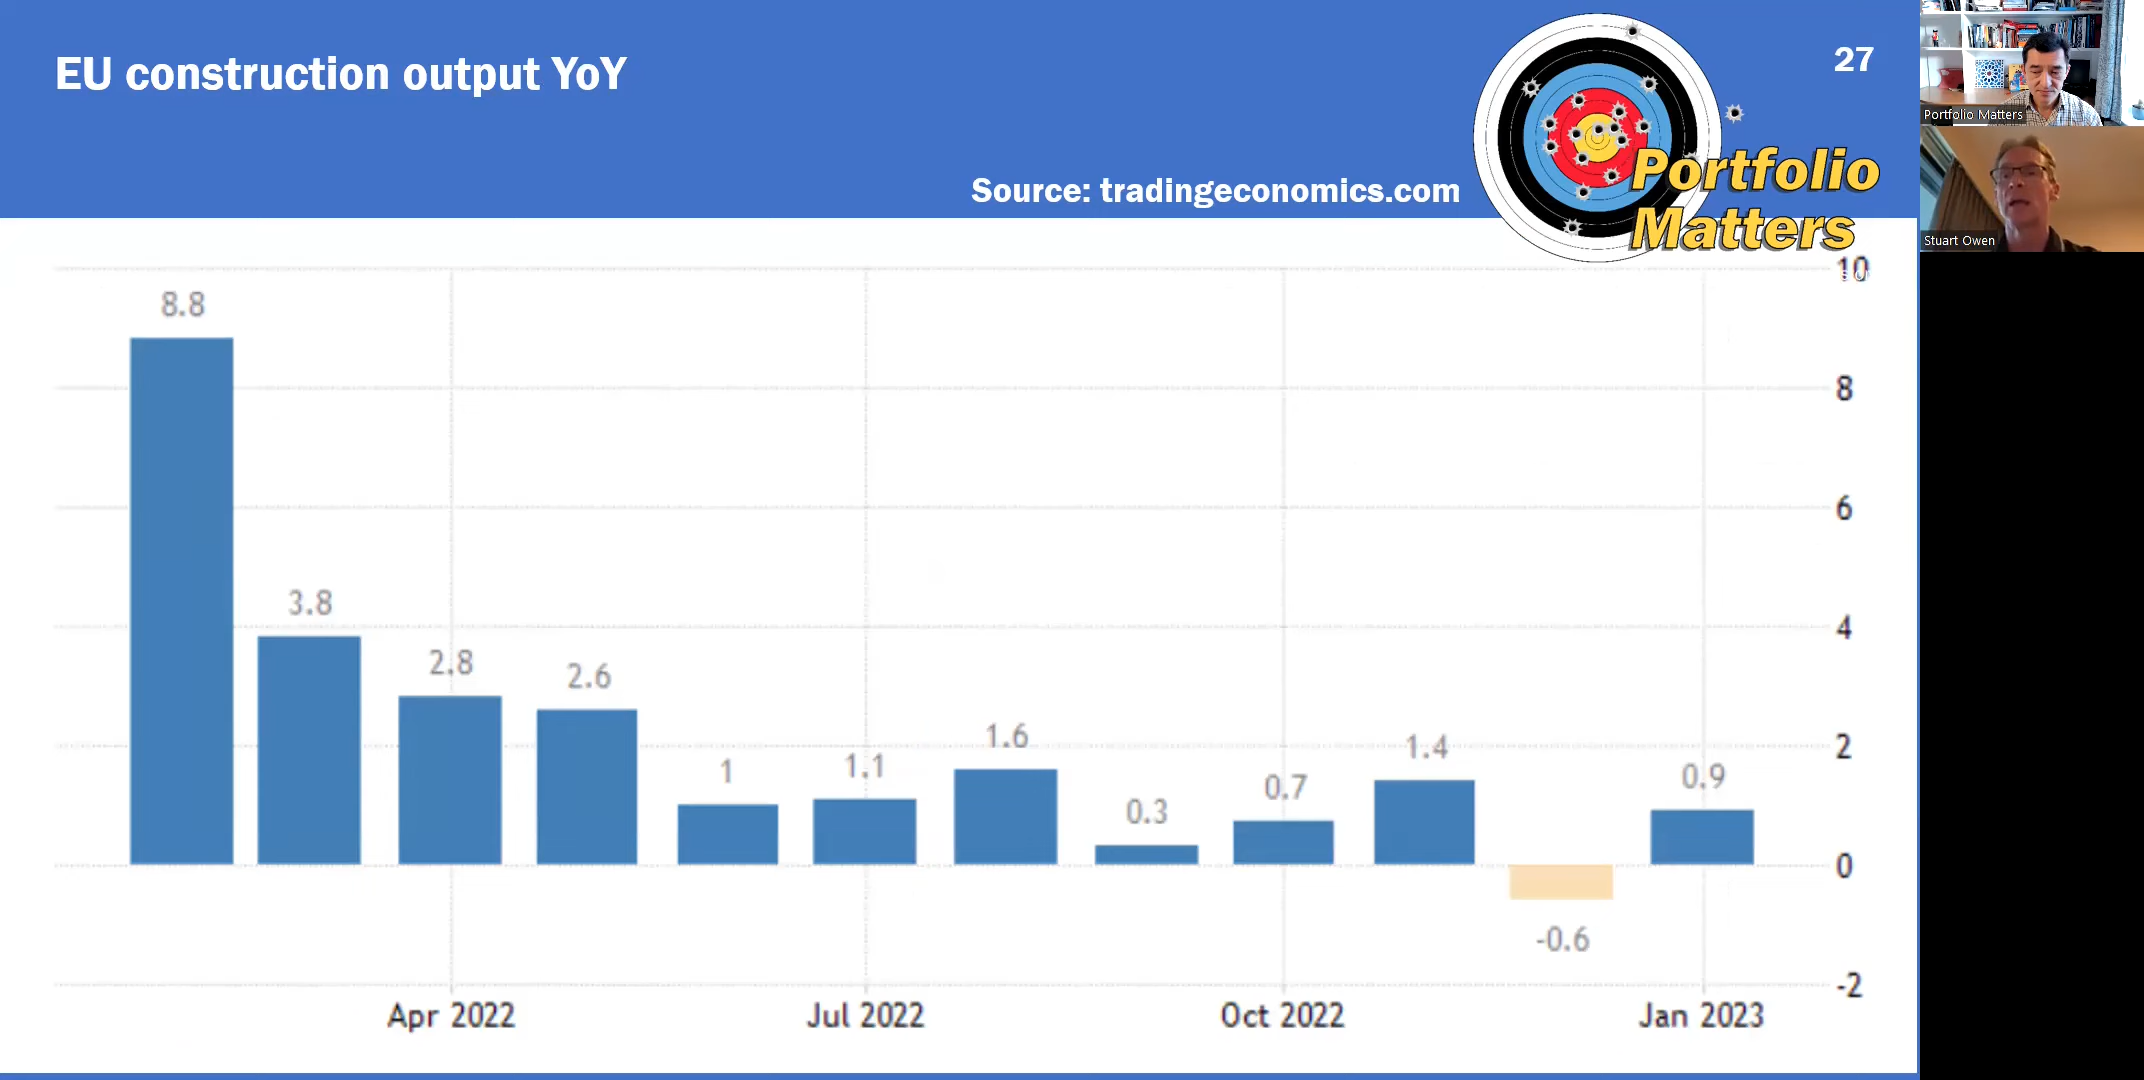 EU construction output YoY
27
Source: tradingeconomics.com
Portfolio
Matters
Portfolio Matters
Stuart Owen
10
8.8
8
6
3.8
4
2.8
2.6
1.6
1.4
2
1
1.1
0.9
0.7
0.3
0
-0.6
-2
Apr 2022
Jul 2022
Oct 2022
Jan 2023